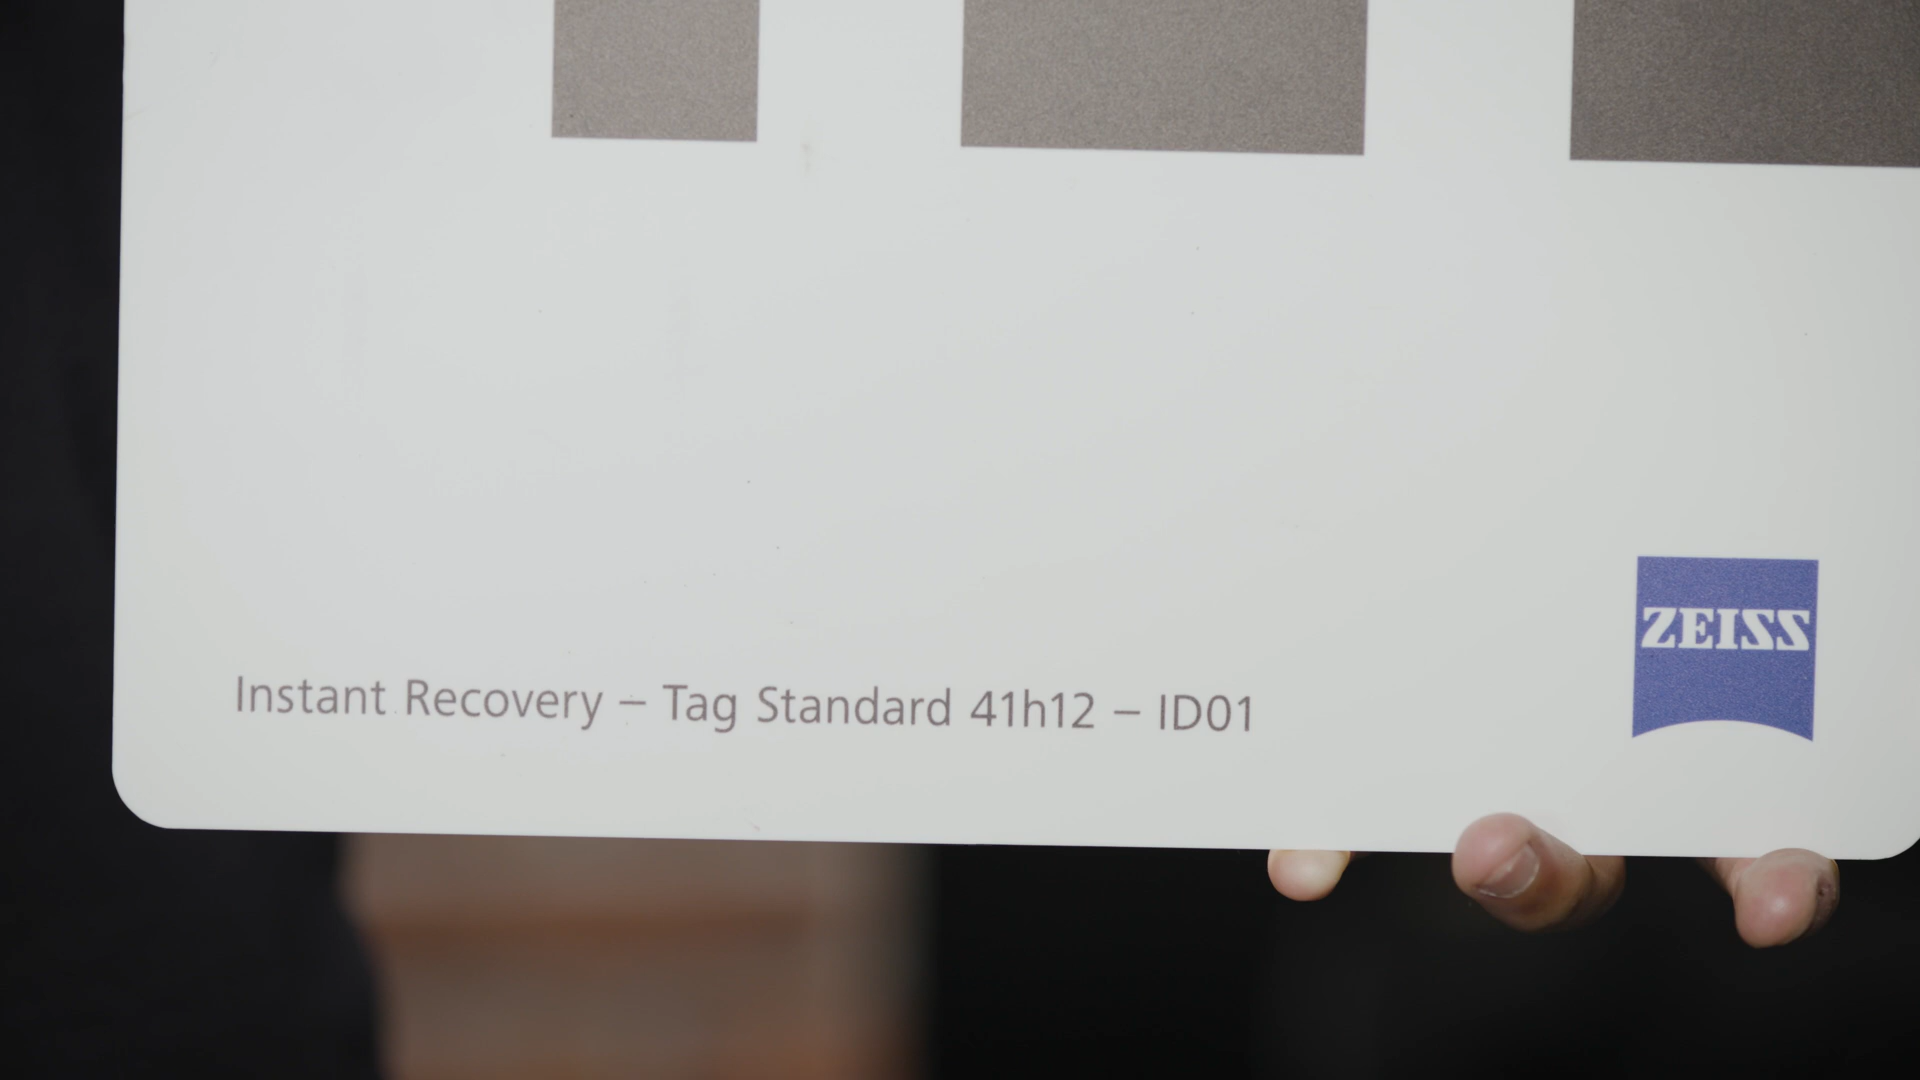 ZEISS
Instant Recovery – Tag Standard 41h12 – ID01